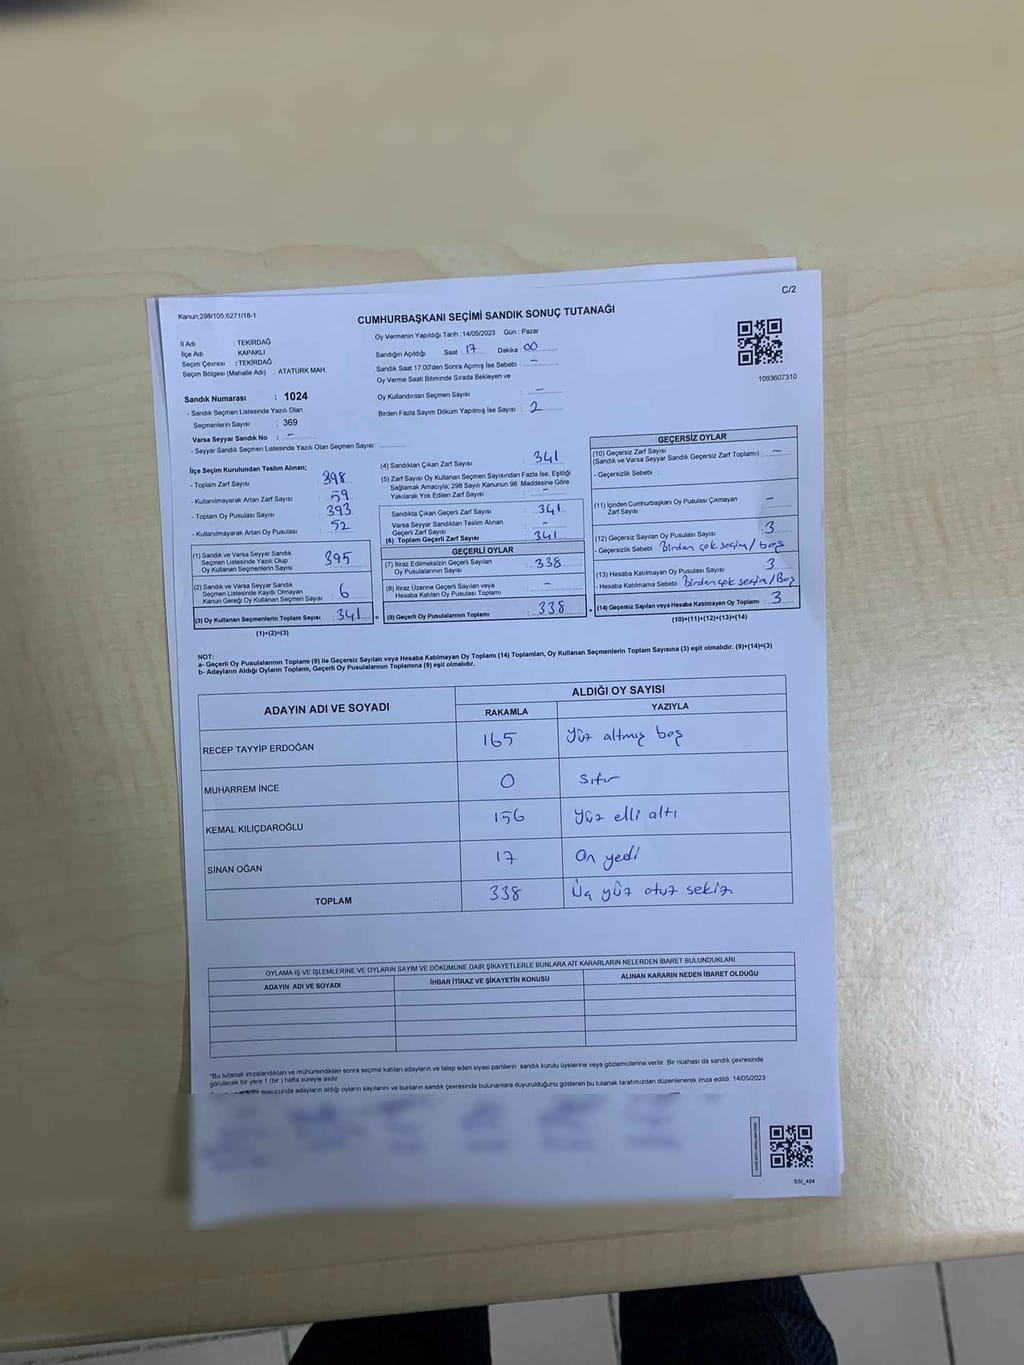 C/2
Kanun;298/105:6271/18-1
CUMHURBAŞKANI SEÇİMİ SANDIK SONUÇ TUTANAĞI
İl Adı : TEKİRDAĞ
İlçe Adı : KAPAKLI
Seçim Çevresi : TEKİRDAĞ
Seçim Bölgesi (Mahalle Adı) : ATATÜRK MAH.
Oy Vermenin Yapıldığı Tarih : 14/05/2023 Gün : Pazar
Sandığın Açıldığı Saat 17 Dakika 00
Sandık Saat 17.00'den Sonra Açımış İse Sebebi : -
Oy Verme Saati Bitiminde Sırada Bekleyen ve
Oy Kullandırılan Seçmen Sayısı : -
Birden Fazla Sayım Döküm Yapılmış İse Sayısı : 2
1093607310
Sandık Numarası : 1024
- Sandık Seçmen Listesinde Yazılı Olan
Seçmenlerin Sayısı : 369
Varsa Seyyar Sandık No : -
- Seyyar Sandık Seçmen Listesinde Yazılı Olan Seçmen Sayısı:
İlçe Seçim Kurulundan Teslim Alınan;
- Toplam Zarf Sayısı : 398
- Kullanılmayarak Artan Zarf Sayısı : 59
- Toplam Oy Pusulası Sayısı : 393
- Kullanılmayarak Artan Oy Pusulası : 52
(1) Sandık ve Varsa Seyyar Sandık
Seçmen Listesinde Yazılı Olup
Oy Kullanan Seçmenlerin Sayısı : 395
(2) Sandık ve Varsa Seyyar Sandık
Seçmen Listesinde Kayıtlı Olmayan
Kanun Gereği Oy Kullanan Seçmen Sayısı : 6
(3) Oy Kullanan Seçmenlerin Toplam Sayısı : 341
(1)+(2)=(3)
(4) Sandıktan Çıkan Zarf Sayısı : 341
(5) Zarf Sayısı Oy Kullanan Seçmen Sayısından Fazla İse, Eşitliği
Sağlamak Amacıyla; 298 Sayılı Kanunun 98. Maddesine Göre
Yakılarak Yok Edilen Zarf Sayısı : -
Sandıkta Çıkan Geçerli Zarf Sayısı : 341
Varsa Seyyar Sandıktan Teslim Alınan
Geçerli Zarf Sayısı : -
(6) Toplam Geçerli Zarf Sayısı : 341
GEÇERLİ OYLAR
(7) İtiraz Edilmeksizin Geçerli Sayılan
Oy Pusulalarının Sayısı : 338
(8) İtiraz Üzerine Geçerli Sayılan veya
Hesaba Katılan Oy Pusulası Toplamı : -
(9) Geçerli Oy Pusulalarının Toplamı : 338
GEÇERSİZ OYLAR
(10) Geçersiz Zarf Sayısı
(Sandık ve Varsa Seyyar Sandık Geçersiz Zarf Toplamı) : -
- Geçersizlik Sebebi :
(11) İçinden Cumhurbaşkanı Oy Pusulası Çıkmayan
Zarf Sayısı : -
(12) Geçersiz Sayılan Oy Pusulası Sayısı : 3
- Geçersizlik Sebebi : Birden çok seçim/boş
(13) Hesaba Katılmayan Oy Pusulası Sayısı : 3
- Hesaba Katılmama Sebebi : Birden çok seçim/Boş
(14) Geçersiz Sayılan veya Hesaba Katılmayan Oy Toplamı : 3
(10)+(11)+(12)+(13)=(14)
NOT:
a- Geçerli Oy Pusulalarının Toplamı (9) ile Geçersiz Sayılan veya Hesaba Katılmayan Oy Toplamı (14) Toplamları, Oy Kullanan Seçmenlerin Toplam Sayısına (3) eşit olmalıdır. (9)+(14)=(3)
b- Adayların Aldığı Oyların Toplamı, Geçerli Oy Pusulalarının Toplamına (9) eşit olmalıdır.
ADAYIN ADI VE SOYADI
ALDIĞI OY SAYISI
RAKAMLA YAZIYLA
RECEP TAYYİP ERDOĞAN 165 Yüz altmış beş
MUHARREM İNCE 0 Sıfır
KEMAL KILIÇDAROĞLU 156 Yüz elli altı
SİNAN OĞAN 17 On yedi
TOPLAM 338 Üç yüz otuz sekiz
OYLAMA İŞ VE İŞLEMLERİNE VE OYLARIN SAYIM VE DÖKÜMÜNE DAİR ŞİKAYETLERLE BUNLARA AİT KARARLARIN NELERDEN İBARET BULUNDUKLARI
ADAYIN ADI VE SOYADI İHBAR İTİRAZ VE ŞİKAYETİN KONUSU ALINAN KARARIN NEDEN İBARET OLDUĞU
"Bu tutanak imzalandıktan ve mühürlendikten sonra seçime katılan adayların ve talep eden siyasi partilerin sandık kurulu üyelerine veya gözlemcilerine verilir. Bir nüshası da sandık çevresinde
görülecek bir yere 1 (bir) hafta süreyle asılır.
sonucunda adayların aldığı oyların sayılarını ve bunların sandık çevresinde bulunanlara duyurulduğunu gösteren bu tutanak tarafımızdan düzenlenerek imza edildi. 14/05/2023
SSI_404